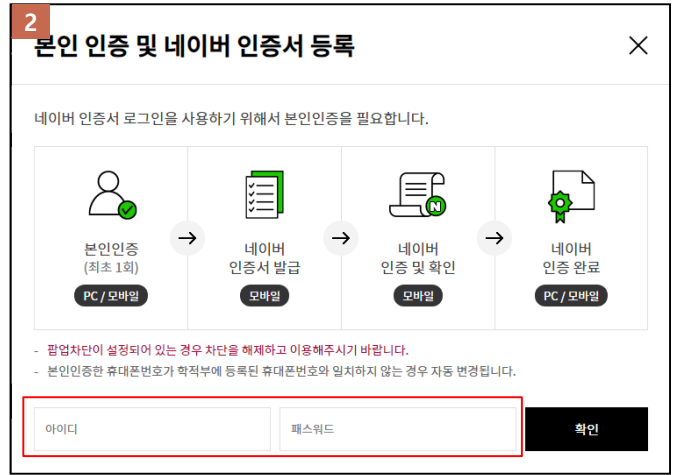 2
본인 인증 및 네이버 인증서 등록
네이버 인증서 로그인을 사용하기 위해서 본인인증을 필요합니다.
본인인증
(최초 1회)
PC / 모바일
네이버
인증서 발급
모바일
N
네이버
인증 및 확인
모바일
네이버
인증 완료
PC / 모바일
- 팝업차단이 설정되어 있는 경우 차단을 해제하고 이용해주시기 바랍니다.
- 본인인증한 휴대폰번호가 학적부에 등록된 휴대폰번호와 일치하지 않는 경우 자동 변경됩니다.
아이디
패스워드
확인